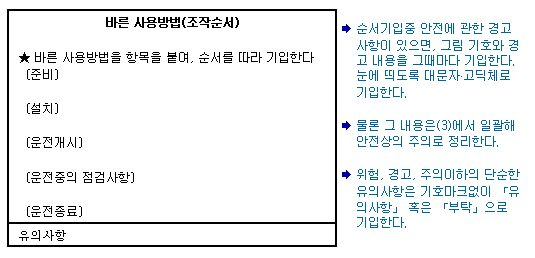 바른 사용방법(조작순서)
★ 바른 사용방법을 항목을 붙여, 순서를 따라 기입한다
(준비)
(설치)
(운전개시)
(운전중의 점검사항)
(운전종료)
유의사항
➡ 순서기입중 안전에 관한 경고
사항이 있으면, 그림 기호와 경
고 내용을 그때마다 기입한다.
눈에 띄도록 대문자·고딕체로
기입한다.
➡ 물론 그 내용은(3)에서 일괄해
안전상의 주의로 정리한다.
➡ 위험, 경고, 주의이하의 단순한
유의사항은 기호마크없이 「유
의사항」 혹은 「부탁」으로
기입한다.